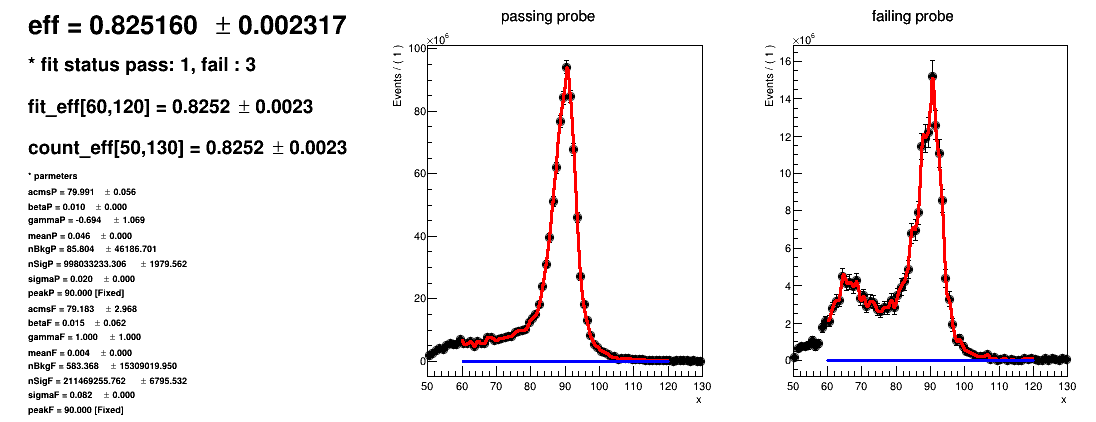 eff = 0.825160 ± 0.002317
* fit status pass: 1, fail : 3
fit_eff[60,120] = 0.8252 ± 0.0023
count_eff[50,130] = 0.8252 ± 0.0023
* parmeters
acmsP = 79.991 ± 0.056
betaP = 0.010 ± 0.000
gammaP = -0.694 ± 1.069
meanP = 0.046 ± 0.000
nBkgP = 85.804 ± 46186.701
nSigP = 998033233.306 ± 1979.562
sigmaP = 0.020 ± 0.000
peakP = 90.000 [Fixed]
acmsF = 79.183 ± 2.968
betaF = 0.015 ± 0.062
gammaF = 1.000 ± 1.000
meanF = 0.004 ± 0.000
nBkgF = 583.368 ± 15309019.950
nSigF = 211469255.762 ± 6795.532
sigmaF = 0.082 ± 0.000
peakF = 90.000 [Fixed]
passing probe
×10⁶
Events / ( 1 )
100
80
60
40
20
0
50 60 70 80 90 100 110 120 130
x
failing probe
×10⁶
Events / ( 1 )
16
14
12
10
8
6
4
2
0
50 60 70 80 90 100 110 120 130
x